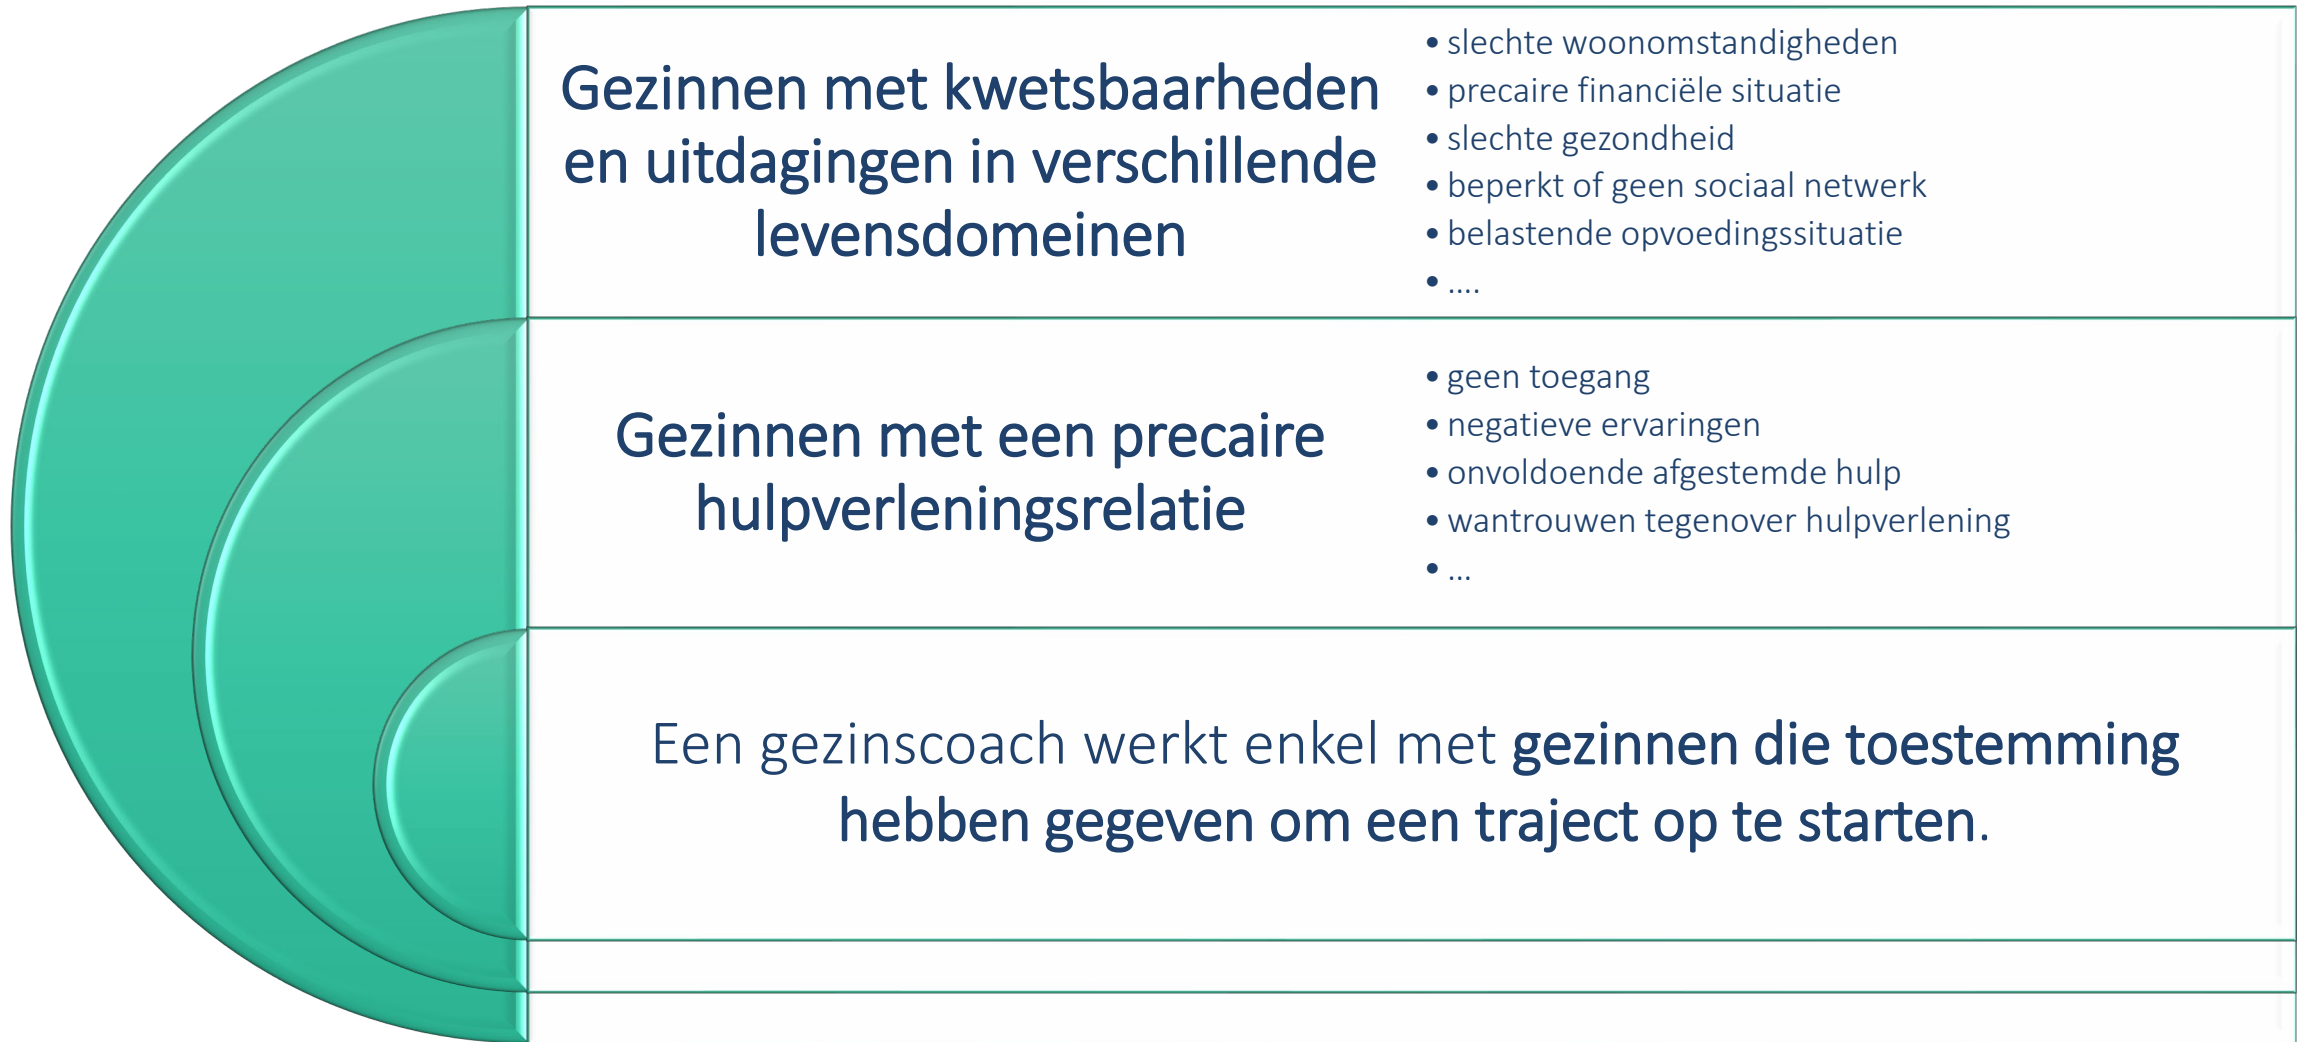 Gezinnen met kwetsbaarheden
en uitdagingen in verschillende
levensdomeinen
• slechte woonomstandigheden
• precaire financiële situatie
• slechte gezondheid
• beperkt of geen sociaal netwerk
• belastende opvoedingssituatie
• ....
Gezinnen met een precaire
hulpverleningsrelatie
• geen toegang
• negatieve ervaringen
• onvoldoende afgestemde hulp
• wantrouwen tegenover hulpverlening
• ...
Een gezinscoach werkt enkel met gezinnen die toestemming
hebben gegeven om een traject op te starten.